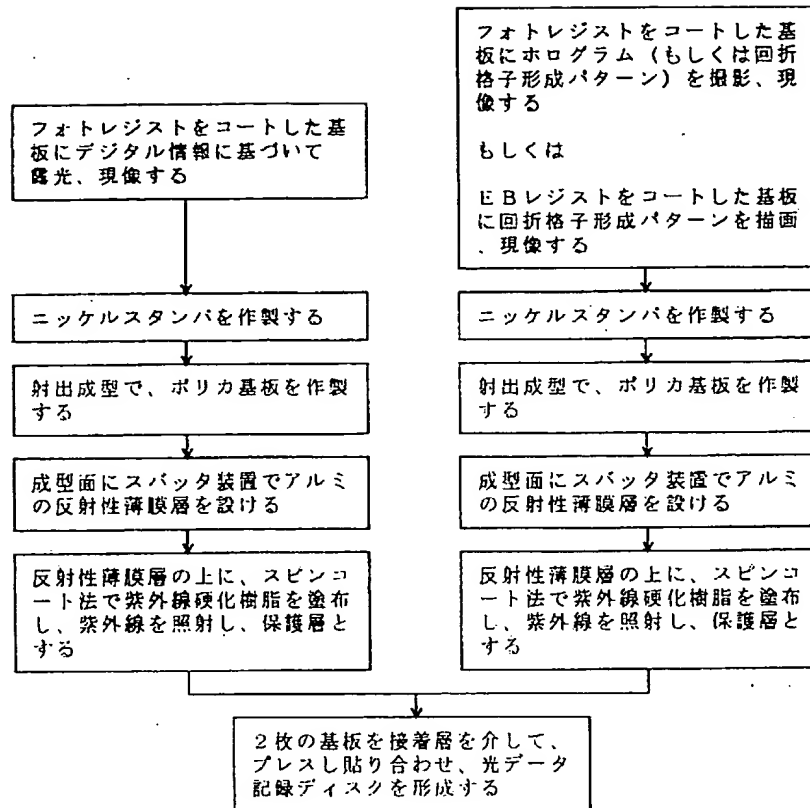 フォトレジストをコートした基
板にデジタル情報に基づいて
露光、現像する
ニッケルスタンパを作製する
射出成型で、ポリカ基板を作製
する
成型面にスパッタ装置でアルミ
の反射性薄膜層を設ける
反射性薄膜層の上に、スピンコ
ート法で紫外線硬化樹脂を塗布
し、紫外線を照射し、保護層と
する
フォトレジストをコートした基
板にホログラム（もしくは回折
格子形成パターン）を撮影、現
像する
もしくは
EBレジストをコートした基板
に回折格子形成パターンを描画
、現像する
ニッケルスタンパを作製する
射出成型で、ポリカ基板を作製
する
成型面にスパッタ装置でアルミ
の反射性薄膜層を設ける
反射性薄膜層の上に、スピンコ
ート法で紫外線硬化樹脂を塗布
し、紫外線を照射し、保護層と
する
2枚の基板を接着層を介して、
プレスし貼り合わせ、光データ
記録ディスクを形成する